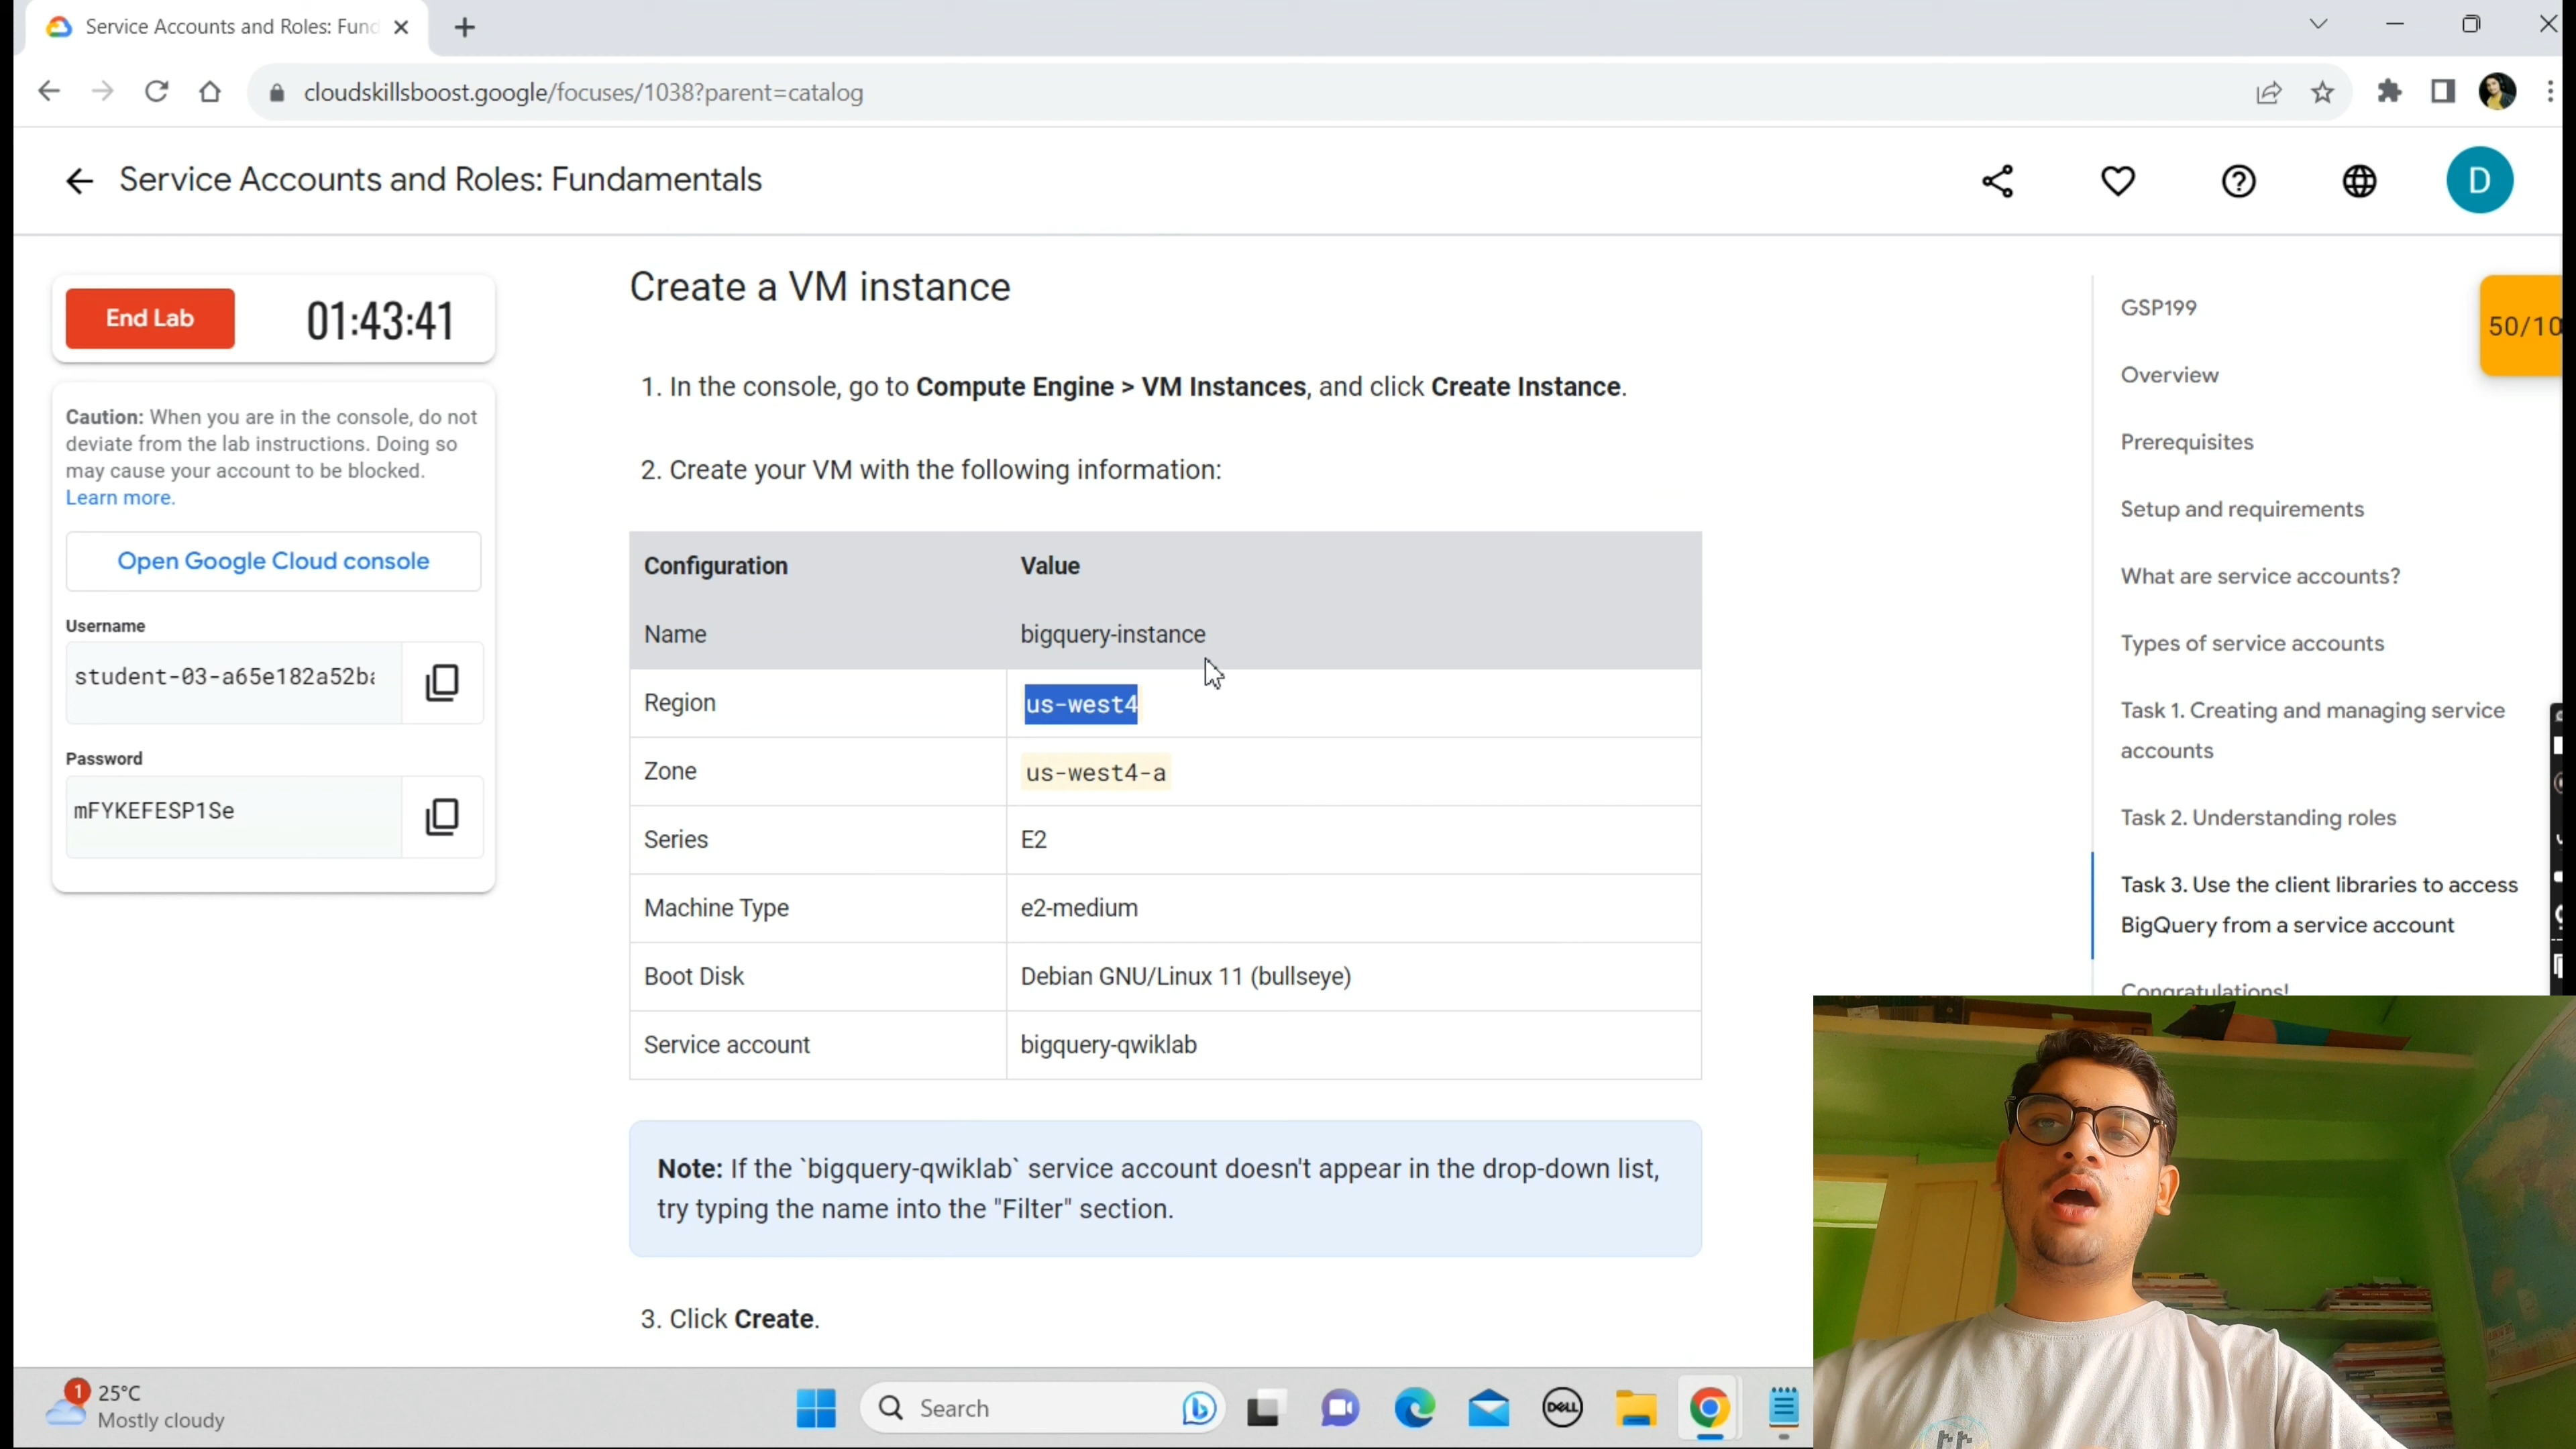 Service Accounts and Roles: Fund
cloudskillsboost.google/focuses/1038?parent=catalog
Service Accounts and Roles: Fundamentals
D
End Lab
01:43:41
Caution: When you are in the console, do not
deviate from the lab instructions. Doing so
may cause your account to be blocked.
Learn more.
Open Google Cloud console
Username
student-03-a65e182a52ba
Password
mFYKEFESP1Se
Create a VM instance
1. In the console, go to Compute Engine > VM Instances, and click Create Instance.
2. Create your VM with the following information:
Configuration Value
Name bigquery-instance
Region us-west4
Zone us-west4-a
Series E2
Machine Type e2-medium
Boot Disk Debian GNU/Linux 11 (bullseye)
Service account bigquery-qwiklab
Note: If the `bigquery-qwiklab` service account doesn't appear in the drop-down list,
try typing the name into the "Filter" section.
3. Click Create.
GSP199
50/10
Overview
Prerequisites
Setup and requirements
What are service accounts?
Types of service accounts
Task 1. Creating and managing service
accounts
Task 2. Understanding roles
Task 3. Use the client libraries to access
BigQuery from a service account
Congratulations!
1
25°C
Mostly cloudy
Search
DELL